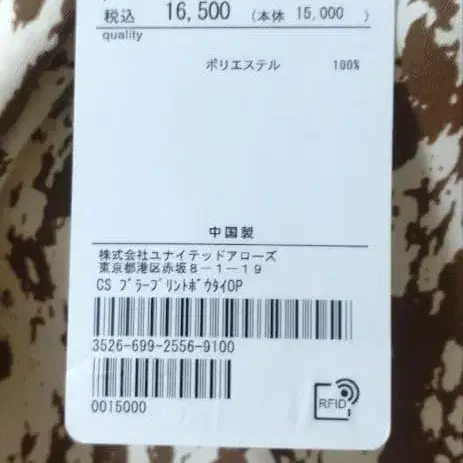 税込 16,500 (本体 15,000 )
quality
ポリエステル 100%
中国製
株式会社ユナイテッドアローズ
東京都港区赤坂8-1-19
CS ブラープリントボウタイOP
3526-699-2556-9100
0015000
RFID